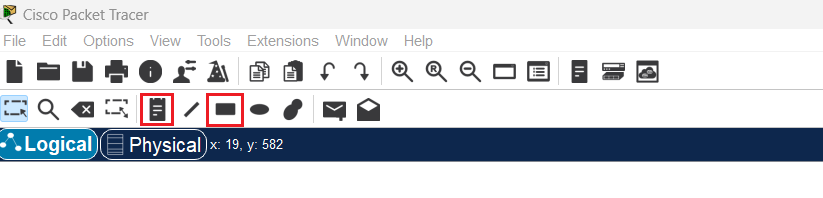 Cisco Packet Tracer
File Edit Options View Tools Extensions Window Help
R
Logical Physical x: 19, y: 582